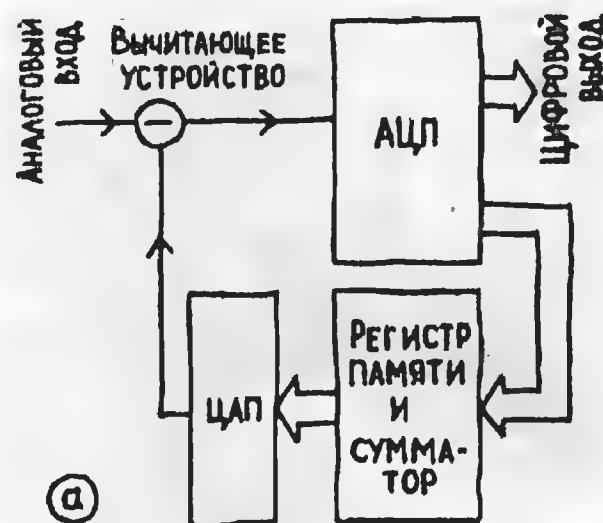 Аналоговый
вход
Вычитающее
устройство
−
АЦП
Цифровой
выход
ЦАП
Регистр
памяти
и
сумма-
тор
а